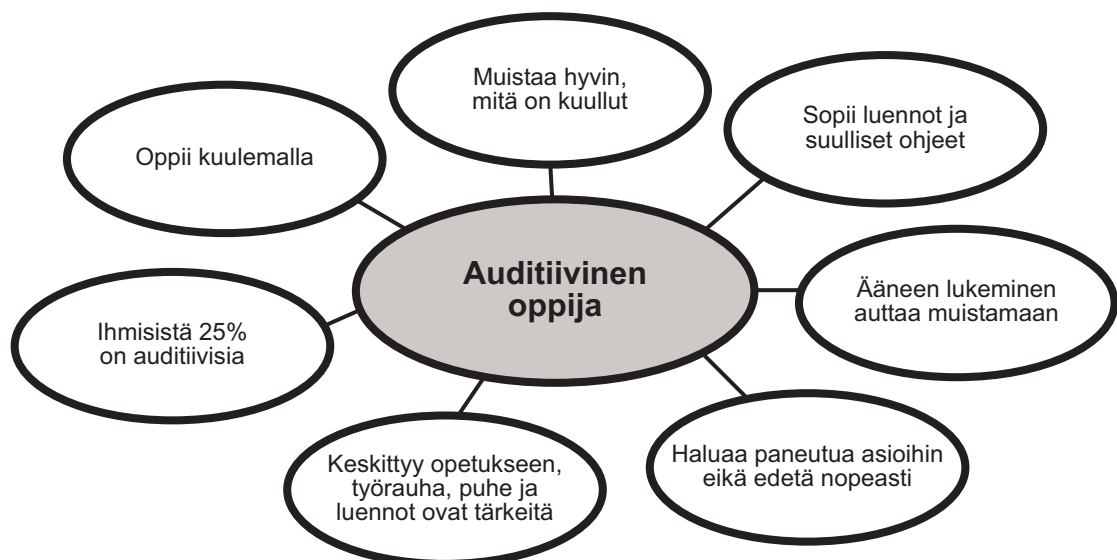 Muistaa hyvin,
mitä on kuullut
Sopii luennot ja
suulliset ohjeet
Oppii kuulemalla
Auditiivinen
oppija
Ääneen lukeminen
auttaa muistamaan
Ihmisistä 25%
on auditiivisia
Haluaa paneutua asioihin
eikä edetä nopeasti
Keskittyy opetukseen,
työrauha, puhe ja
luennot ovat tärkeitä